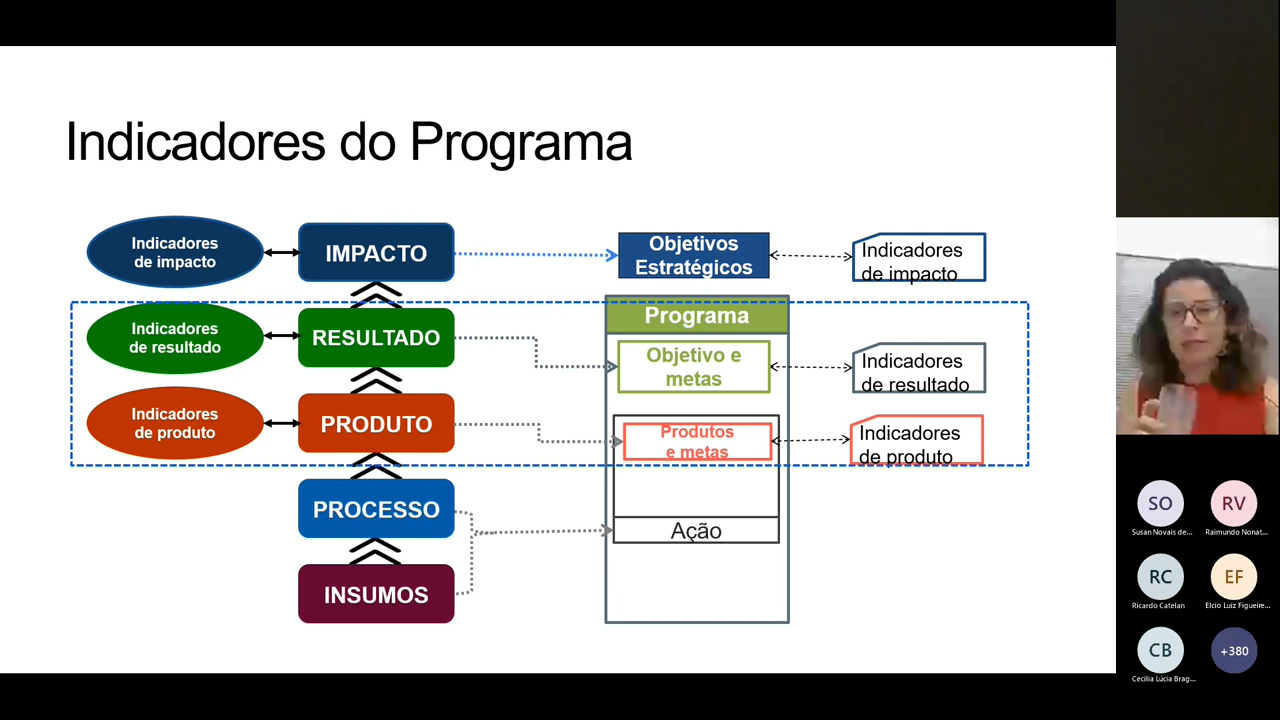 Indicadores do Programa
Indicadores
de impacto
IMPACTO
Objetivos
Estratégicos
Indicadores
de impacto
Indicadores
de resultado
RESULTADO
Programa
Objetivo e
metas
Indicadores
de resultado
Indicadores
de produto
PRODUTO
Produtos
e metas
Indicadores
de produto
PROCESSO
Ação
INSUMOS
SO
RV
Susan Novais de...
Raimundo Nonat...
RC
EF
Ricardo Catelan
Elcio Luiz Figueire...
CB
+380
Cecilia Lúcia Brag...